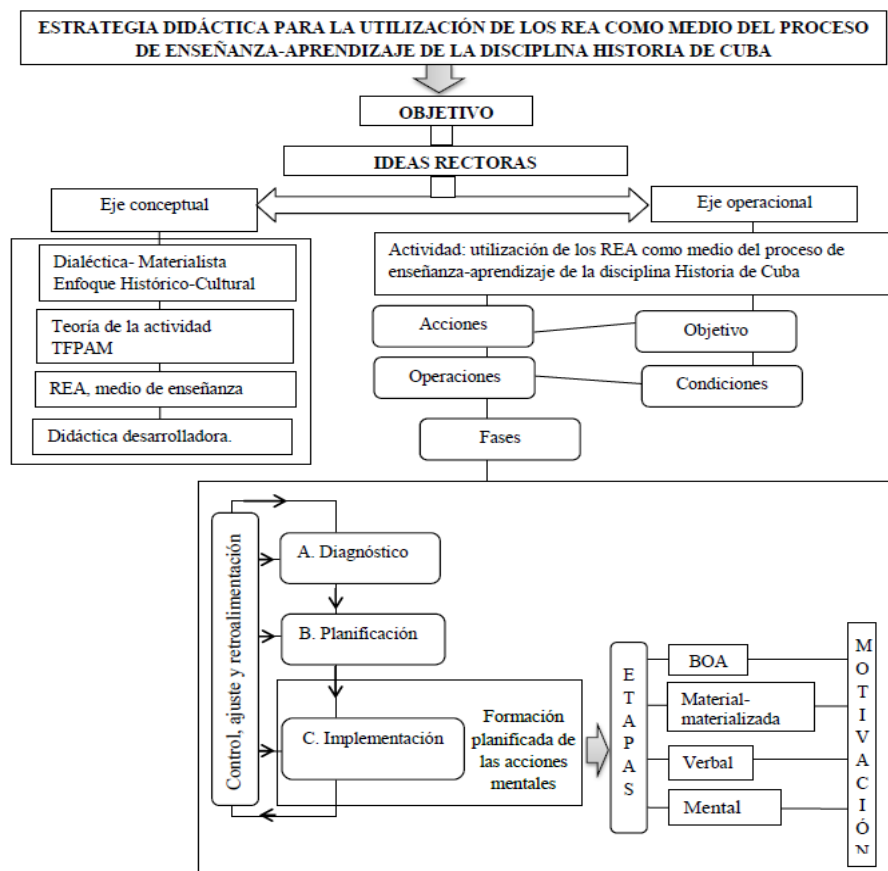 ESTRATEGIA DIDÁCTICA PARA LA UTILIZACIÓN DE LOS REA COMO MEDIO DEL PROCESO
DE ENSEÑANZA-APRENDIZAJE DE LA DISCIPLINA HISTORIA DE CUBA
OBJETIVO
IDEAS RECTORAS
Eje conceptual
Eje operacional
Dialéctica- Materialista
Enfoque Histórico-Cultural
Teoría de la actividad
TFPAM
REA, medio de enseñanza
Didáctica desarrolladora.
Actividad: utilización de los REA como medio del proceso de
enseñanza-aprendizaje de la disciplina Historia de Cuba
Acciones
Objetivo
Operaciones
Condiciones
Fases
Control, ajuste y retroalimentación
A. Diagnóstico
B. Planificación
C. Implementación
Formación
planificada de
las acciones
mentales
ETAPAS
BOA
Material-
materializada
Verbal
Mental
MOTIVACIÓN